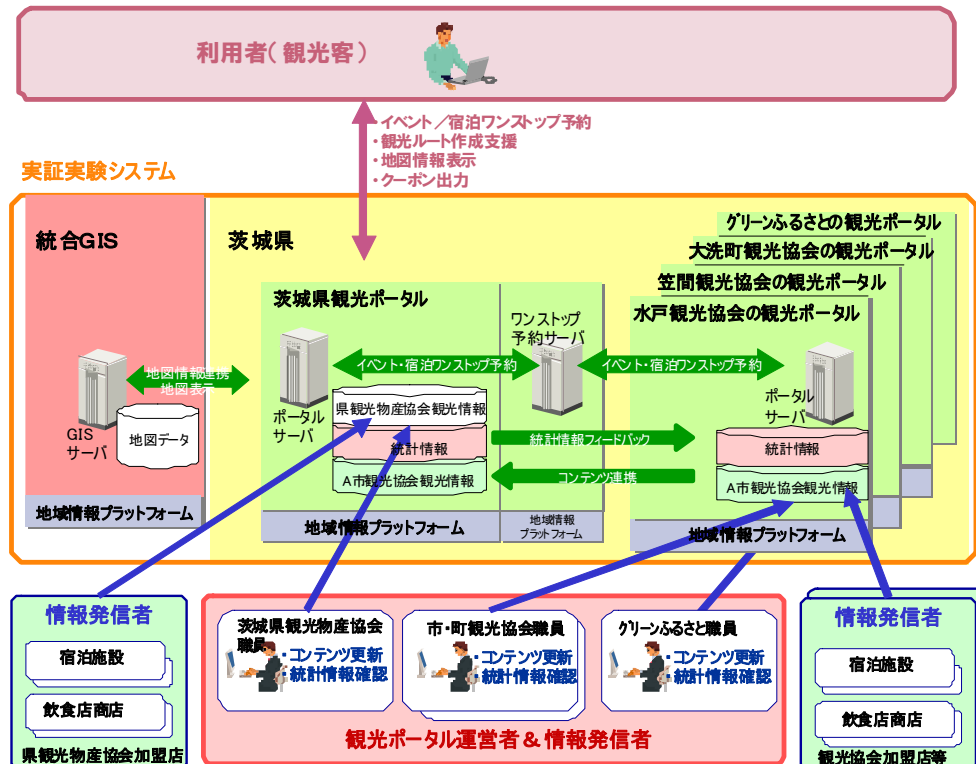 利用者(観光客)
・イベント／宿泊ワンストップ予約
・観光ルート作成支援
・地図情報表示
・クーポン出力
実証実験システム
統合GIS
茨城県
グリーンふるさとの観光ポータル
大洗町観光協会の観光ポータル
笠間観光協会の観光ポータル
水戸観光協会の観光ポータル
茨城県観光ポータル
ワンストップ
予約サーバ
イベント・宿泊ワンストップ予約
イベント・宿泊ワンストップ予約
地図情報連携
地図表示
GIS
サーバ
地図データ
ポータル
サーバ
県観光物産協会観光情報
統計情報
A市観光協会観光情報
統計情報フィードバック
コンテンツ連携
ポータル
サーバ
統計情報
A市観光協会観光情報
地域情報プラットフォーム
地域情報プラットフォーム
地域情報
プラットフォーム
地域情報プラットフォーム
情報発信者
宿泊施設
飲食店商店
県観光物産協会加盟店
茨城県観光物産協会
職員
・コンテンツ更新
・統計情報確認
市・町観光協会職員
・コンテンツ更新
・統計情報確認
グリーンふるさと職員
・コンテンツ更新
・統計情報確認
観光ポータル運営者＆情報発信者
情報発信者
宿泊施設
飲食店商店
観光協会加盟店等